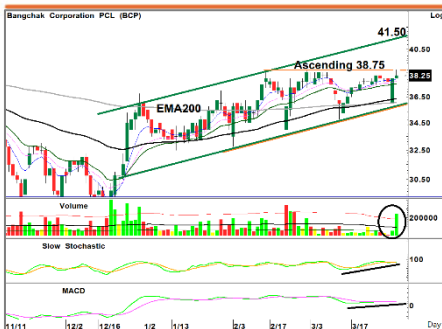 Bangchak Corporation PCL (BCP)
Log
41.50
40.50
Ascending 38.75
38.25
EMA200
36.50
34.50
32.50
30.50
Volume
200000
Slow Stochastic
100
MACD
0
11/11 12/2 12/16 1/2 1/13 2/3 2/17 3/3 3/17 Day